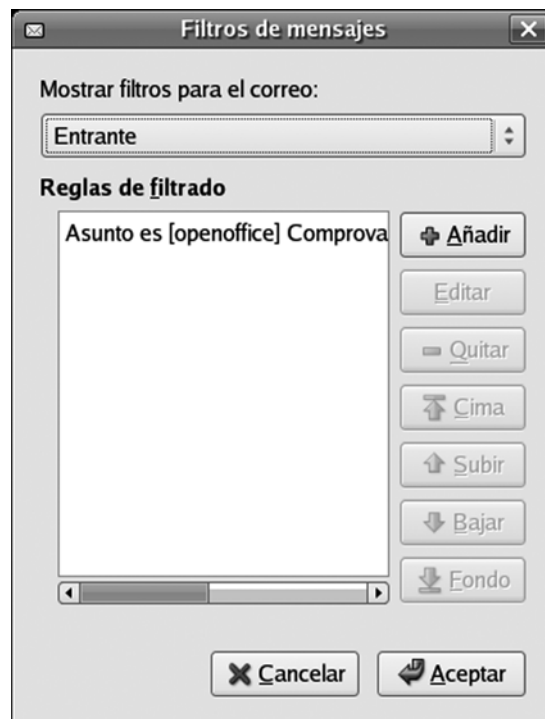 Filtros de mensajes
Mostrar filtros para el correo:
Entrante
Reglas de filtrado
Asunto es [openoffice] Comprova
Añadir
Editar
Quitar
Cima
Subir
Bajar
Fondo
Cancelar
Aceptar